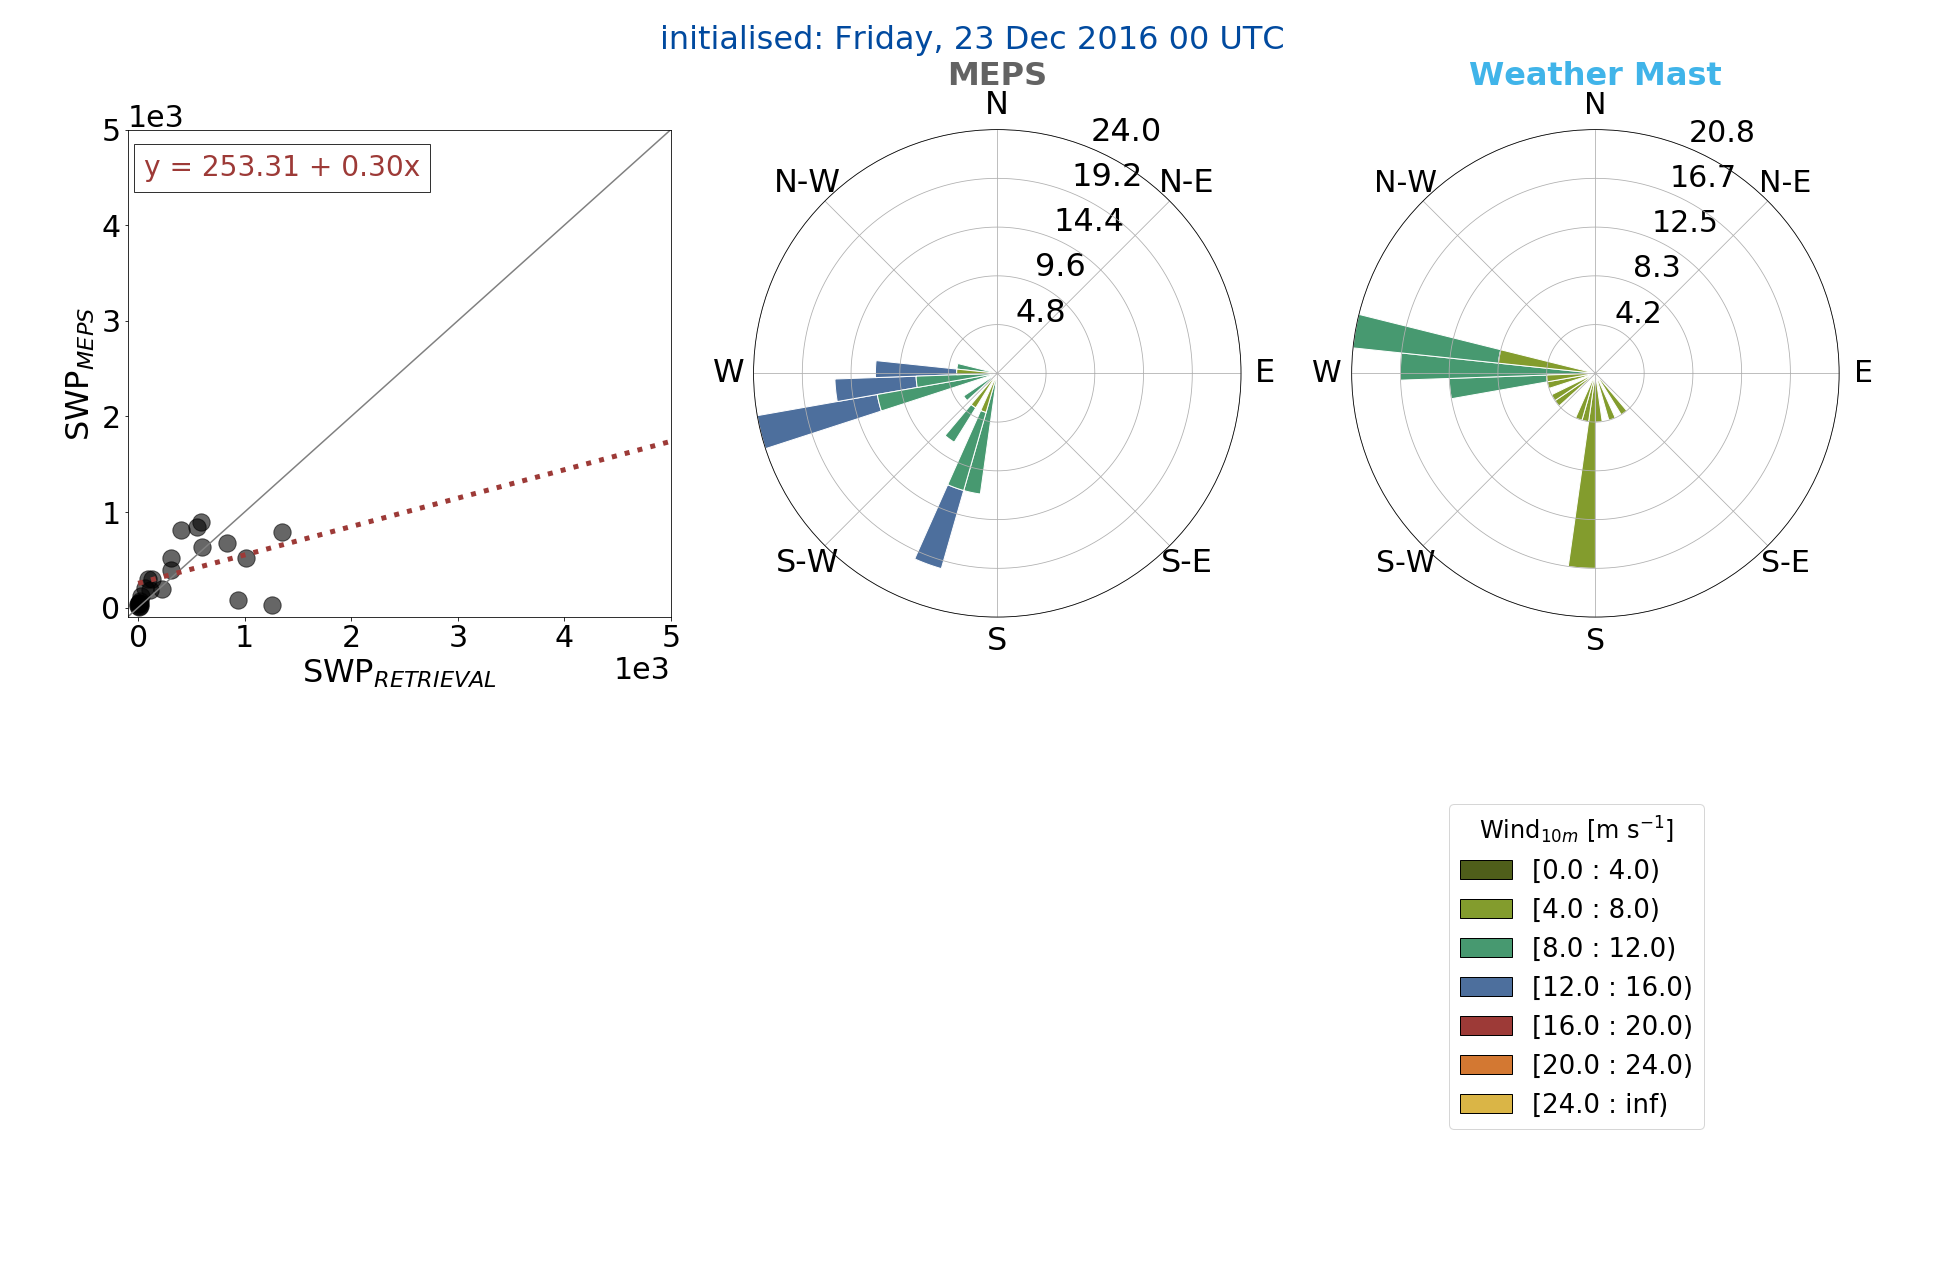 initialised: Friday, 23 Dec 2016 00 UTC
MEPS
Weather Mast
1e3
5
4
3
2
1
0
SWP_MEPS
y = 253.31 + 0.30x
0 1 2 3 4 5
1e3
SWP_RETRIEVAL
N
N-E
E
S-E
S
S-W
W
N-W
24.0
19.2
14.4
9.6
4.8
N
N-E
E
S-E
S
S-W
W
N-W
20.8
16.7
12.5
8.3
4.2
Wind_10m [m s⁻¹]
[0.0 : 4.0)
[4.0 : 8.0)
[8.0 : 12.0)
[12.0 : 16.0)
[16.0 : 20.0)
[20.0 : 24.0)
[24.0 : inf)